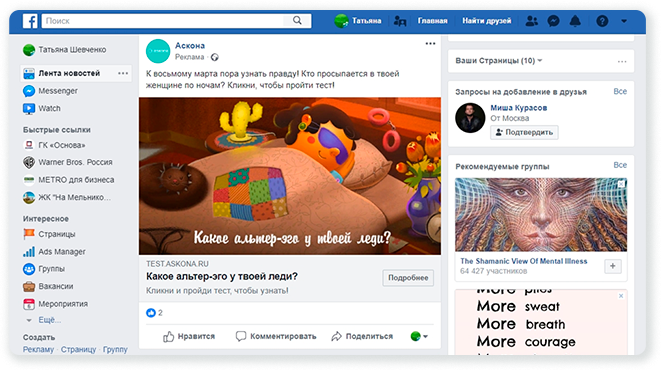 Поиск
Татьяна
Главная
Найти друзей
Татьяна Шевченко
Лента новостей
Messenger
Watch
Быстрые ссылки
ГК «Основа»
Warner Bros. Россия
METRO для бизнеса
ЖК "На Мельнико...
Интересное
Страницы
Ads Manager
Группы
Вакансии
Мероприятия
Ещё...
Создать
Рекламу · Страницу · Группу
Аскона
Реклама ·
К восьмому марта пора узнать правду! Кто просыпается в твоей
женщине по ночам? Кликни, чтобы пройти тест!
Какое альтер-эго у твоей леди?
TEST.ASKONA.RU
Какое альтер-эго у твоей леди?
Кликни и пройди тест, чтобы узнать!
Подробнее
2
Нравится
Комментировать
Поделиться
Ваши Страницы (10)
Запросы на добавление в друзья
Все
Миша Курасов
От Москва
Подтвердить
Рекомендуемые группы
Все
The Shamanic View Of Mental Illness
64 427 участников
More piles
More sweat
More breath
More courage